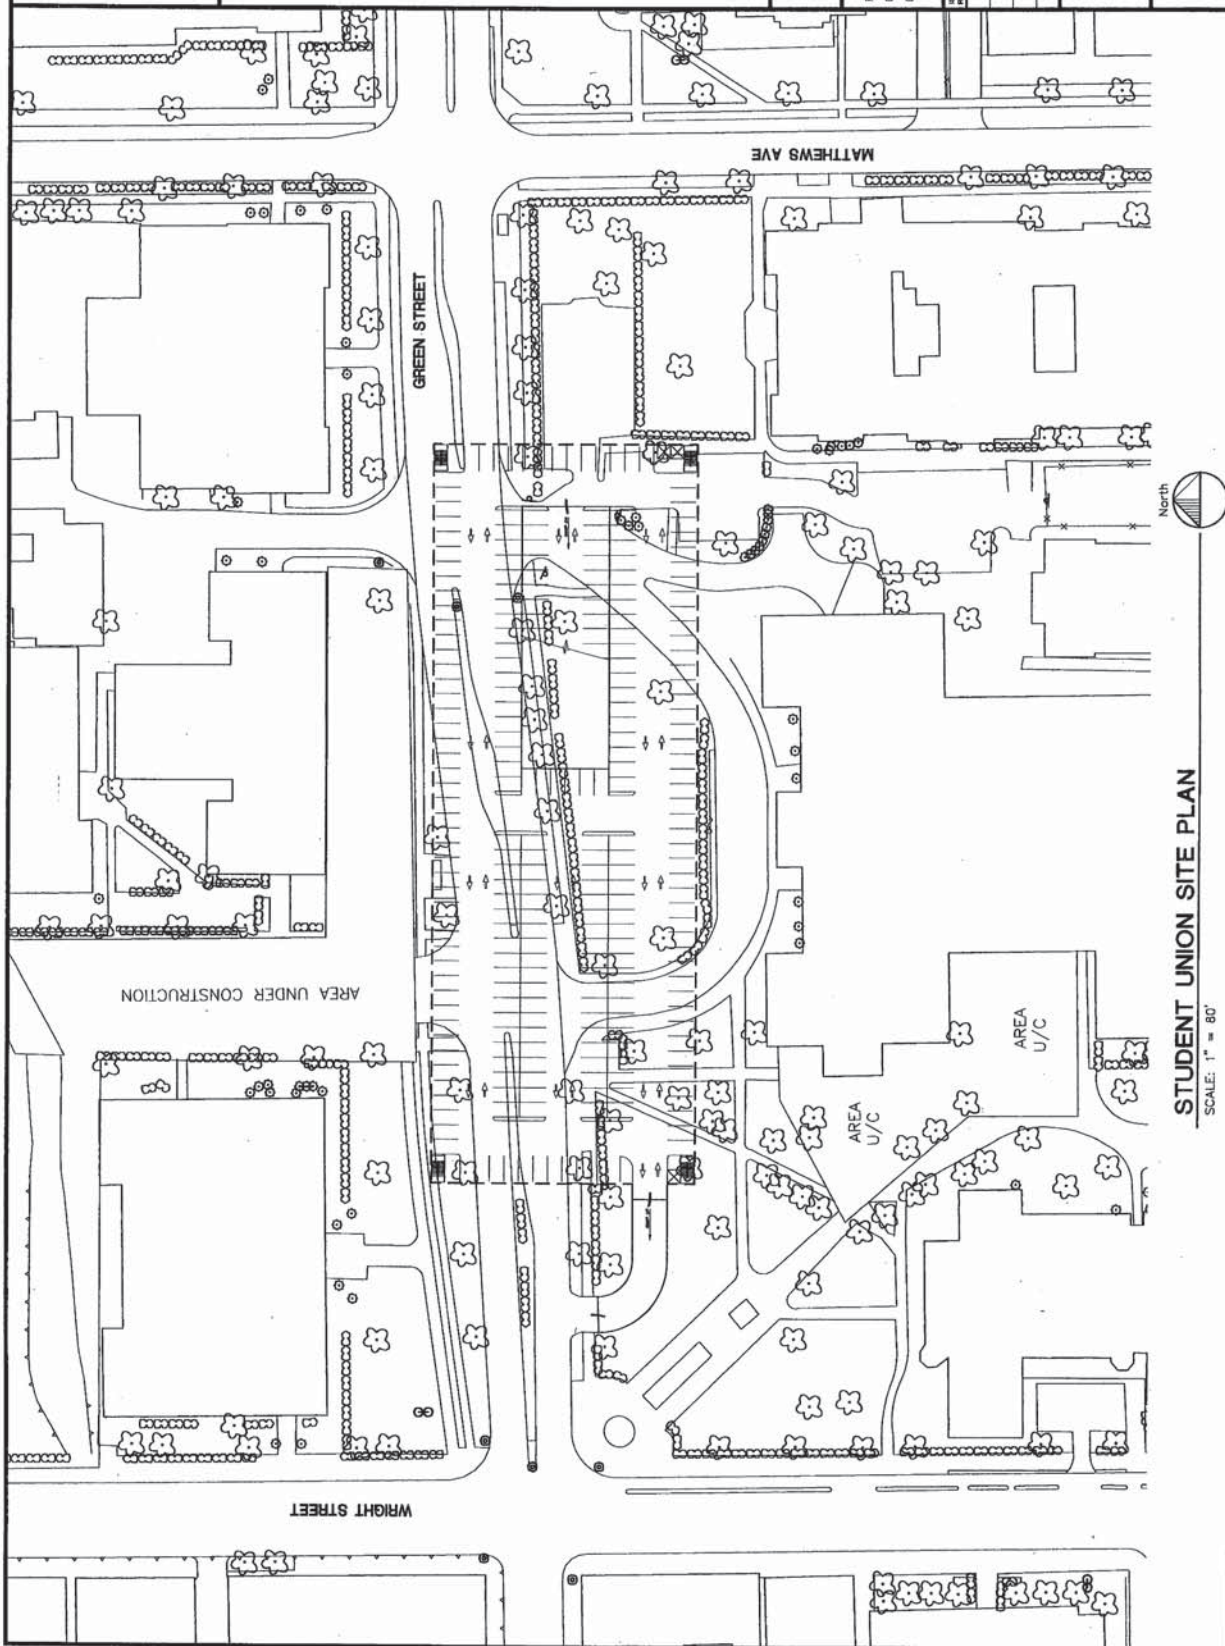 MATTHEWS AVE
GREEN STREET
AREA UNDER CONSTRUCTION
WRIGHT STREET
AREA
U/C
AREA
U/C
North
STUDENT UNION SITE PLAN
SCALE: 1" = 80'